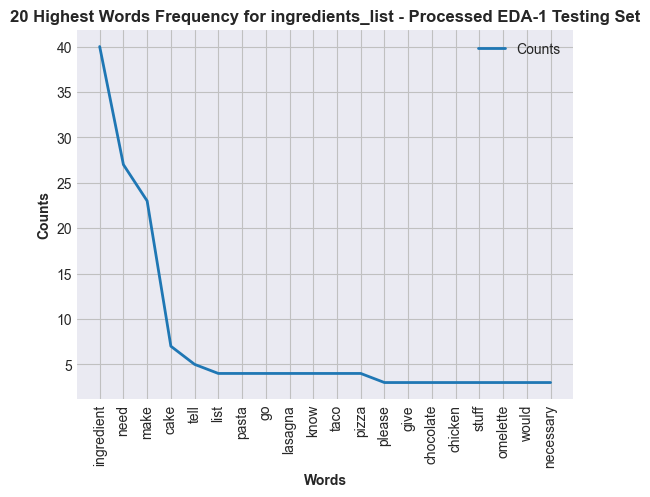 20 Highest Words Frequency for ingredients_list - Processed EDA-1 Testing Set
Counts
40
35
30
25
20
15
10
5
Counts
ingredient
need
make
cake
tell
list
pasta
go
lasagna
know
taco
pizza
please
give
chocolate
chicken
stuff
omelette
would
necessary
Words